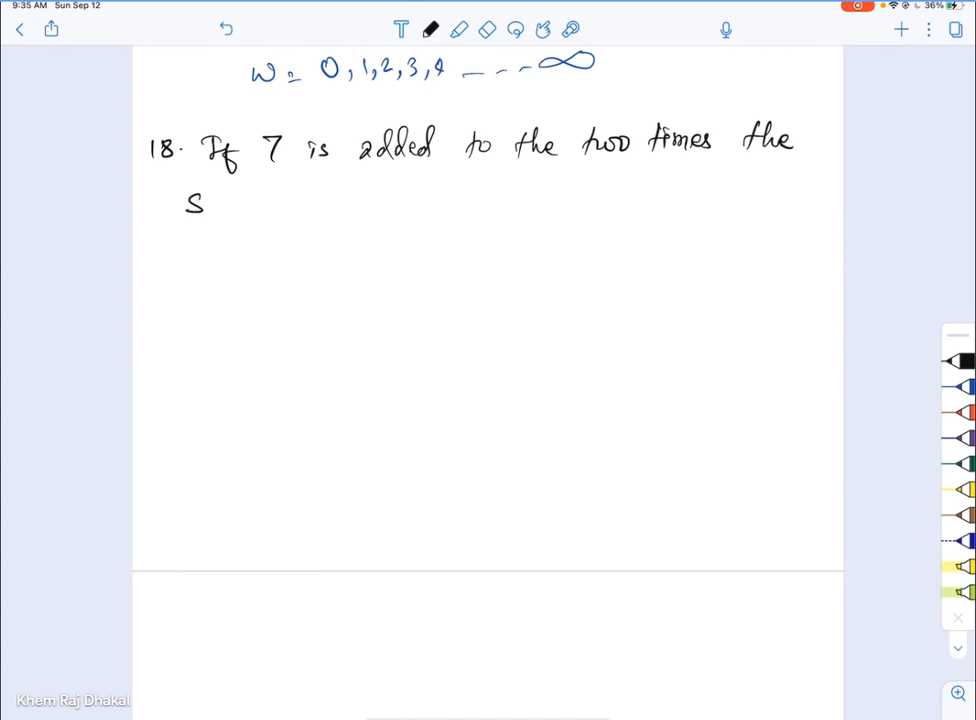 9:35 AM Sun Sep 12 36%
W = 0, 1, 2, 3, 4 --- ∞
18. If 7 is added to the two times the
S
Khem Raj Dhakal